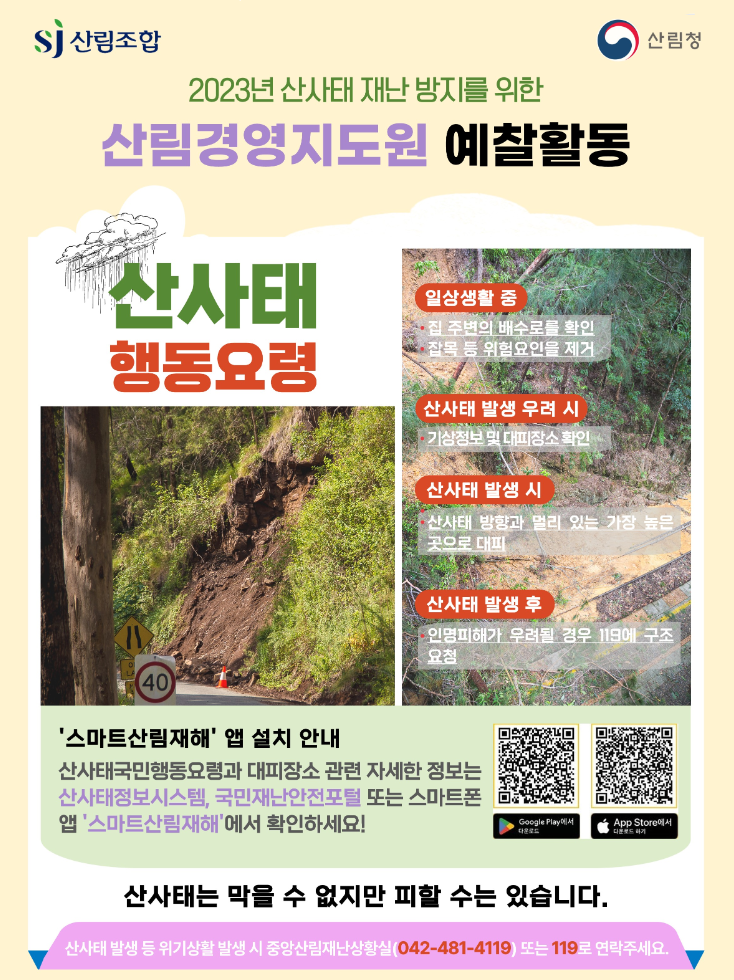 sj 산림조합
산림청
2023년 산사태 재난 방지를 위한
산림경영지도원 예찰활동
산사태
행동요령
40
일상생활 중
• 집 주변의 배수로를 확인
• 잡목 등 위험요인을 제거
산사태 발생 우려 시
• 기상정보 및 대피장소 확인
산사태 발생 시
• 산사태 방향과 멀리 있는 가장 높은
곳으로 대피
산사태 발생 후
• 인명피해가 우려될 경우 119에 구조
요청
'스마트산림재해' 앱 설치 안내
산사태국민행동요령과 대피장소 관련 자세한 정보는
산사태정보시스템, 국민재난안전포털 또는 스마트폰
앱 '스마트산림재해'에서 확인하세요!
Google Play에서
다운로드
App Store에서
다운로드 하기
산사태는 막을 수 없지만 피할 수는 있습니다.
산사태 발생 등 위기상활 발생 시 중앙산림재난상황실(042-481-4119) 또는 119로 연락주세요.